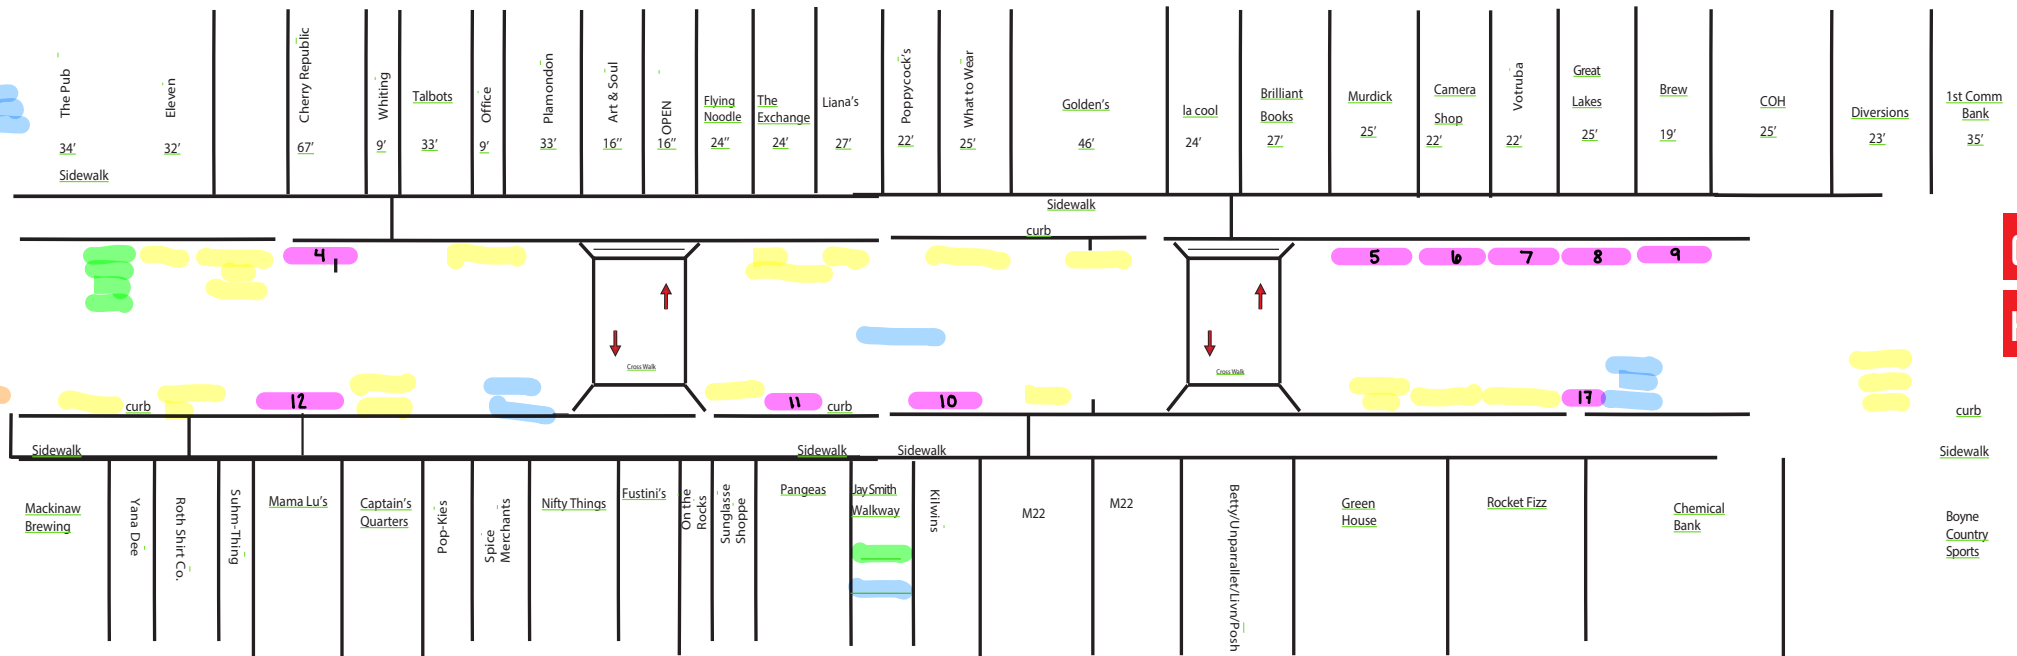 The Pub
34'
Sidewalk
Eleven
32'
Cherry Republic
67'
Whiting
9'
Talbots
33'
Office
9'
Plamondon
33'
Art & Soul
16"
OPEN
16"
Flying
Noodle
24"
The
Exchange
24'
Liana's
27'
Poppycock's
22'
What to Wear
25'
Golden's
46'
la cool
24'
Brilliant
Books
27'
Murdick
25'
Camera
Shop
22'
Votruba
22'
Great
Lakes
25'
Brew
19'
COH
25'
Diversions
23'
1st Comm
Bank
35'
Sidewalk
curb
4
5
6
7
8
9
Cross Walk
Cross Walk
12
11
10
17
curb
curb
curb
Sidewalk
Sidewalk
Sidewalk
Sidewalk
Mackinaw
Brewing
Yana Dee
Roth Shirt Co.
Suhm-Thing
Mama Lu's
Captain's
Quarters
Pop-Kies
Spice
Merchants
Nifty Things
Fustini's
On the
Rocks
Sunglasse
Shoppe
Pangeas
Jay Smith
Walkway
Kilwins
M22
M22
Betty/Unparrallet/Livn/Posh
Green
House
Rocket Fizz
Chemical
Bank
Boyne
Country
Sports